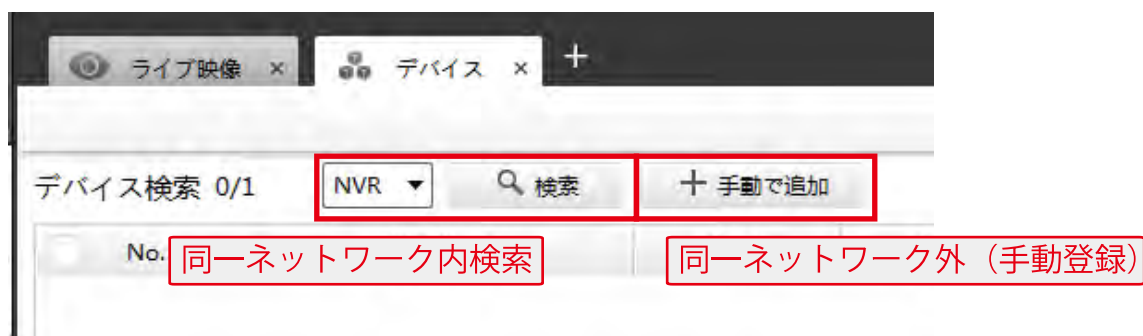 ライブ映像 × デバイス × +
デバイス検索 0/1 NVR ▼ 検索 + 手動で追加
No. 同一ネットワーク内検索 同一ネットワーク外（手動登録）